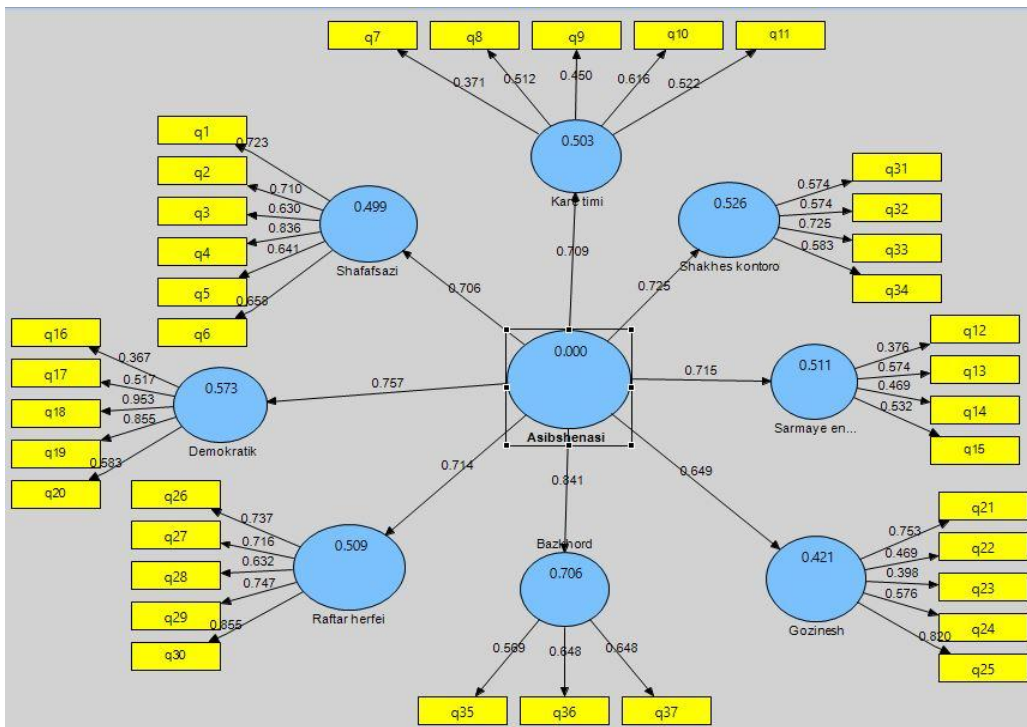 q7
q8
q9
q10
q11
0.371
0.512
0.450
0.616
0.522
0.503
Kare timi
q1
q2
q3
q4
q5
q6
0.723
0.710
0.630
0.836
0.641
0.658
0.499
Shafafsazi
q31
q32
q33
q34
0.574
0.574
0.725
0.583
0.526
Shakhes kontoro
0.706
0.709
0.725
q16
q17
q18
q19
q20
0.367
0.517
0.953
0.855
0.583
0.573
Demokratik
0.757
0.000
Asibshenasi
0.715
0.511
Sarmaye en...
0.376
0.574
0.469
0.532
q12
q13
q14
q15
0.714
0.841
0.649
q26
q27
q28
q29
q30
0.737
0.716
0.632
0.747
0.855
0.509
Raftar herfei
Bazkhord
0.706
0.569
0.648
0.648
q35
q36
q37
0.421
Gozinesh
0.753
0.469
0.398
0.576
0.820
q21
q22
q23
q24
q25